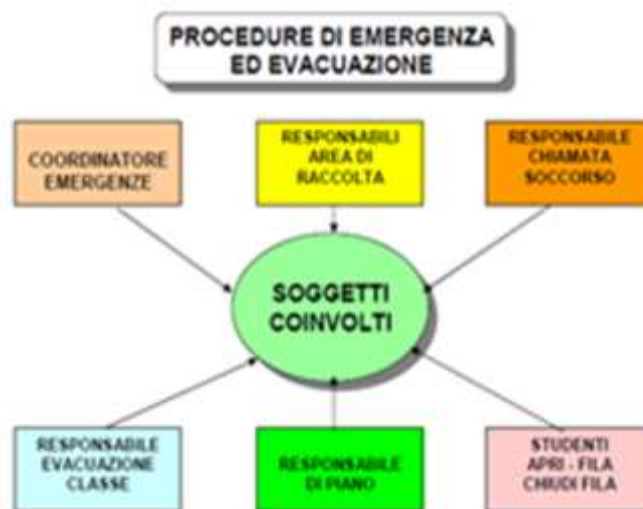 PROCEDURE DI EMERGENZA
ED EVACUAZIONE
COORDINATORE
EMERGENZE
RESPONSABILI
AREA DI
RACCOLTA
RESPONSABILE
CHIAMATA
SOCCORSO
SOGGETTI
COINVOLTI
RESPONSABILE
EVACUAZIONE
CLASSE
RESPONSABILE
DI PIANO
STUDENTI
APRI - FILA
CHIUDI FILA